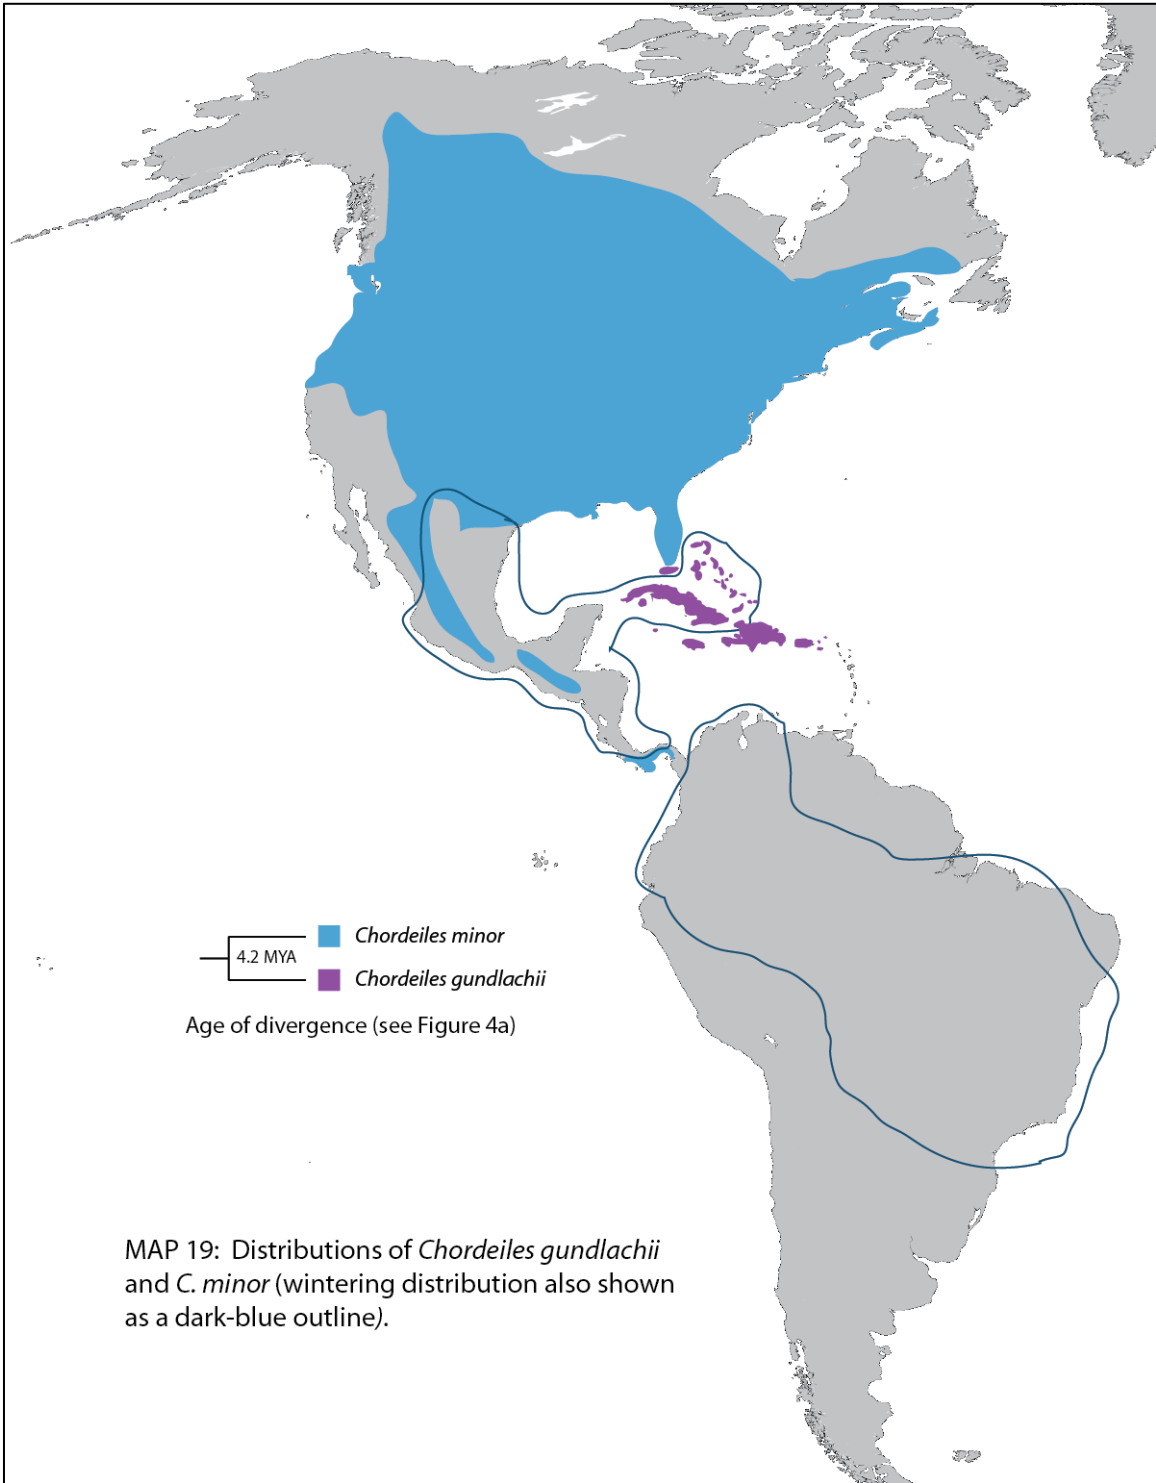 4.2 MYA
Chordeiles minor
Chordeiles gundlachii
Age of divergence (see Figure 4a)
MAP 19: Distributions of Chordeiles gundlachii
and C. minor (wintering distribution also shown
as a dark-blue outline).